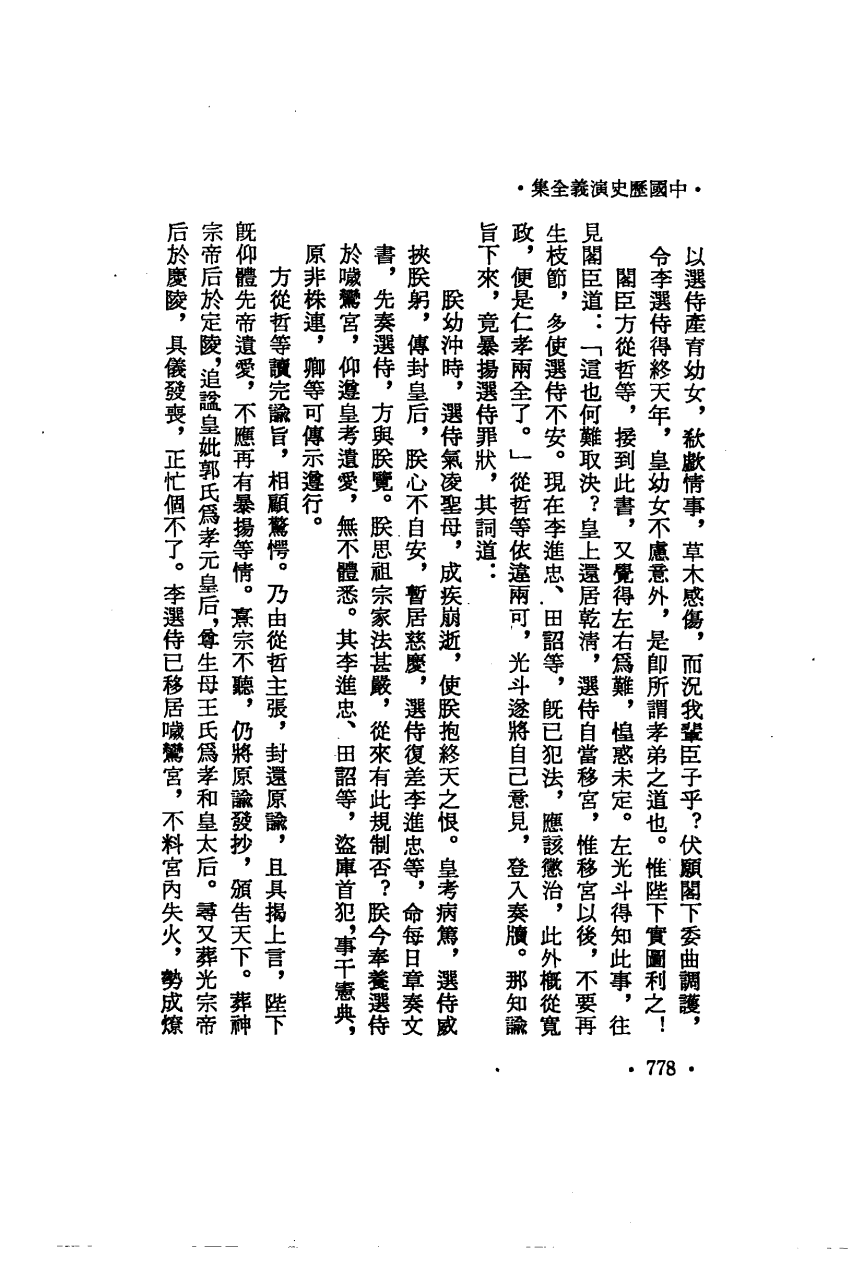 •中國歷史演義全集•
以選侍產育幼女，欷歔情事，草木感傷，而況我輩臣子乎？伏願閣下委曲調護，
令李選侍得終天年，皇幼女不慮意外，是卽所謂孝弟之道也。惟陛下實圖利之！
閣臣方從哲等，接到此書，又覺得左右爲難，惶惑未定。左光斗得知此事，往
見閣臣道：「這也何難取決？皇上還居乾清，選侍自當移宮，惟移宮以後，不要再
生枝節，多使選侍不安。現在李進忠、田詔等，旣已犯法，應該懲治，此外槪從寬
政，便是仁孝兩全了。」從哲等依違兩可，光斗遂將自己意見，登入奏牘。那知諭
旨下來，竟暴揚選侍罪狀，其詞道：
朕幼沖時，選侍氣凌聖母，成疾崩逝，使朕抱終天之恨。皇考病篤，選侍威
挾朕躬，傳封皇后，朕心不自安，暫居慈慶，選侍復差李進忠等，命每日章奏文
書，先奏選侍，方與朕覽。朕思祖宗家法甚嚴，從來有此規制否？朕今奉養選侍
於噦鸞宮，仰遵皇考遺愛，無不體悉。其李進忠、田詔等，盜庫首犯，事干憲典，
原非株連，卿等可傳示遵行。
方從哲等讀完諭旨，相顧驚愕。乃由從哲主張，封還原諭，且具揭上言，陛下
旣仰體先帝遺愛，不應再有暴揚等情。熹宗不聽，仍將原諭發抄，頒告天下。葬神
宗帝后於定陵，追諡皇妣郭氏爲孝元皇后，尊生母王氏爲孝和皇太后。尋又葬光宗帝
后於慶陵，具儀發喪，正忙個不了。李選侍已移居噦鸞宮，不料宮內失火，勢成燎
•778•